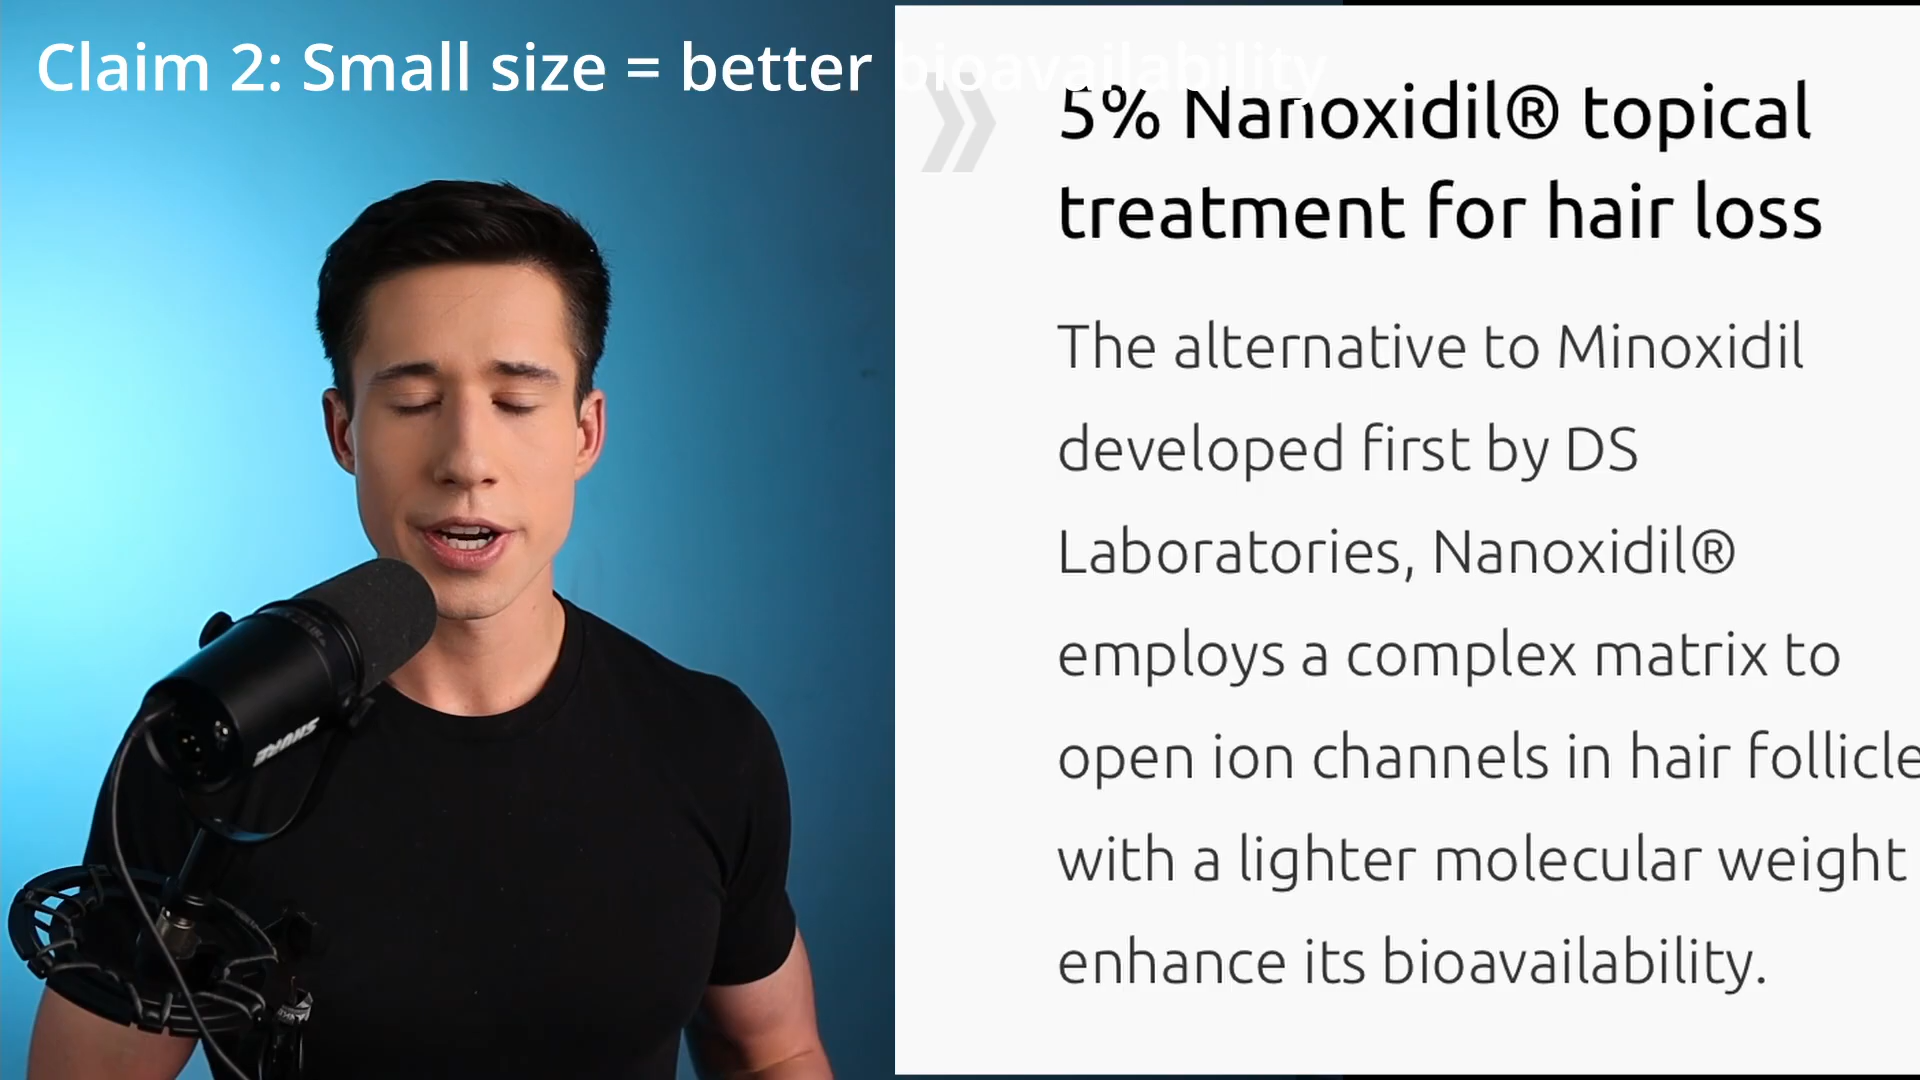 Claim 2: Small size = better bioavailability
5% Nanoxidil® topical
treatment for hair loss
The alternative to Minoxidil
developed first by DS
Laboratories, Nanoxidil®
employs a complex matrix to
open ion channels in hair follicle
with a lighter molecular weight
enhance its bioavailability.
SHURE